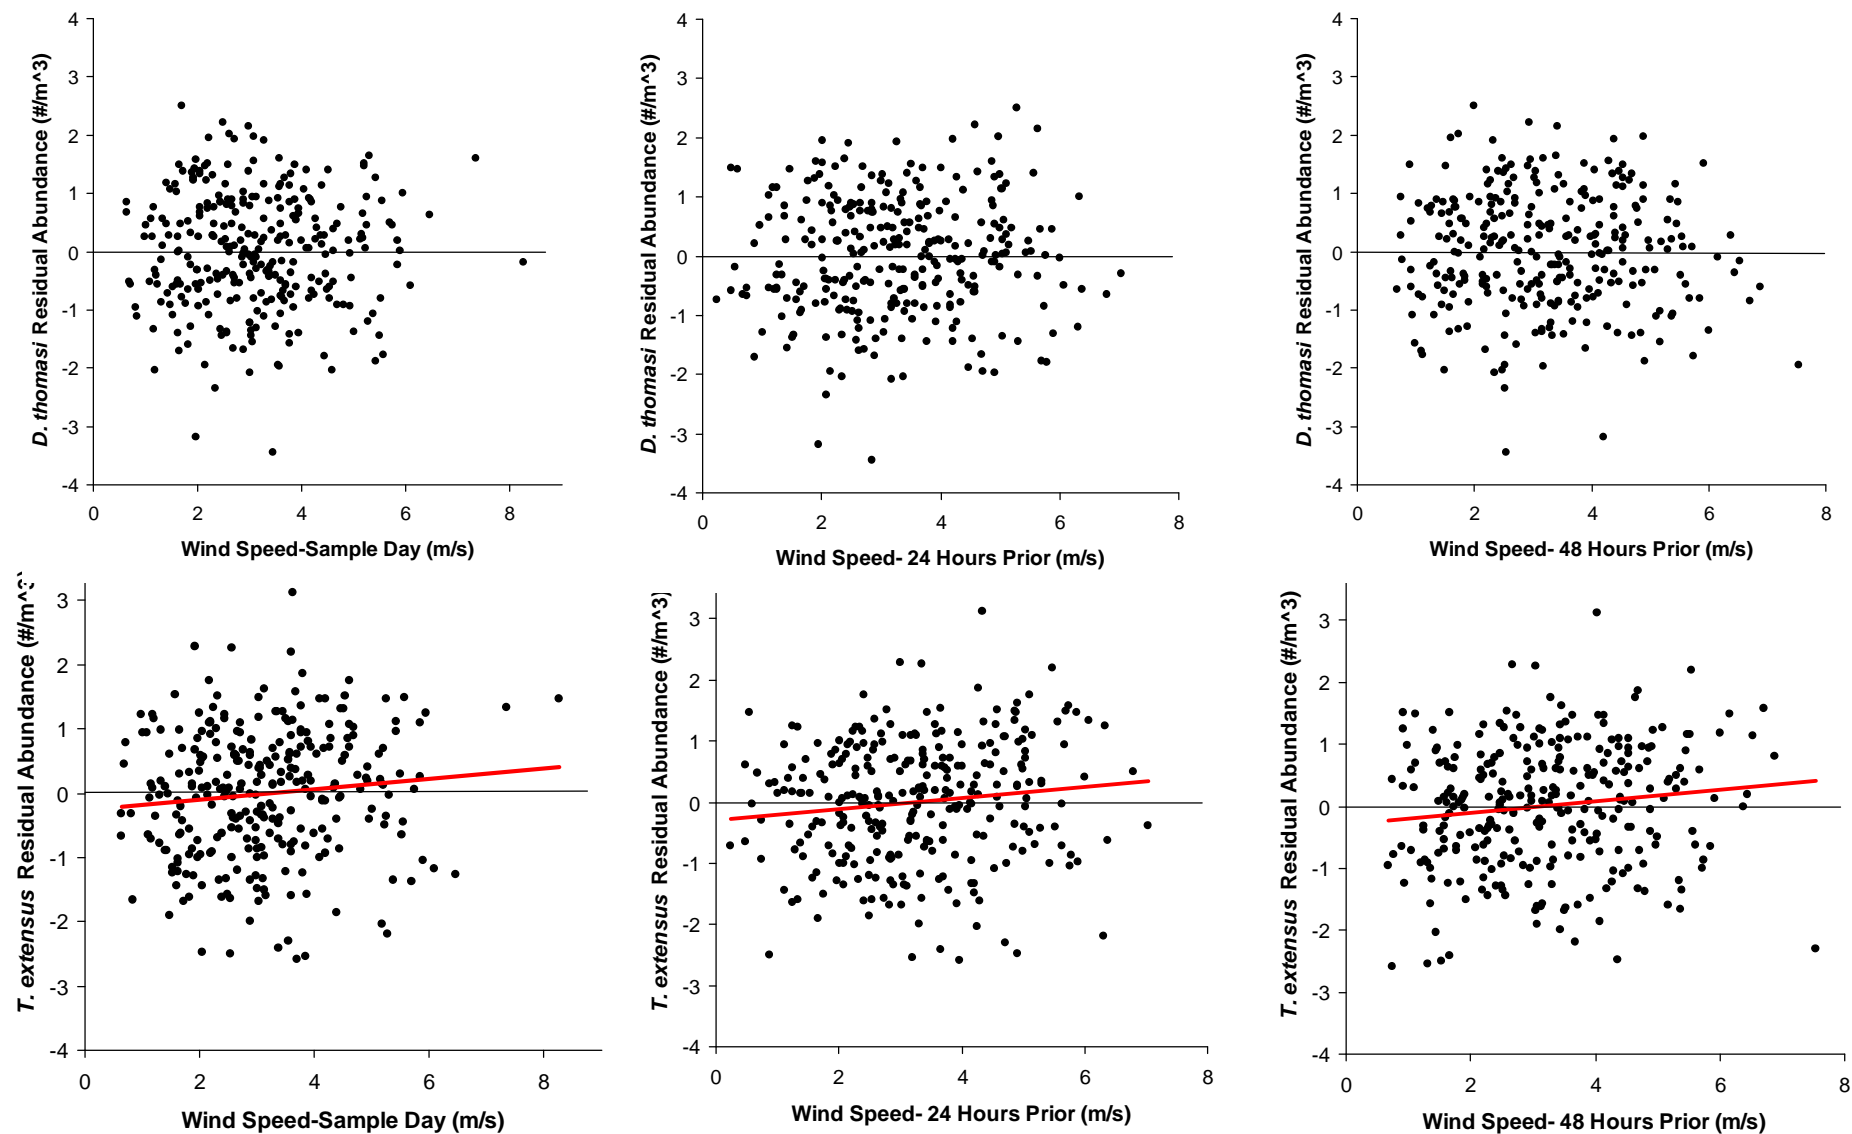 4
3
2
1
0
-1
-2
-3
-4
D. thomasi Residual Abundance (#/m^3)
0 2 4 6 8
Wind Speed-Sample Day (m/s)
4
3
2
1
0
-1
-2
-3
-4
D. thomasi Residual Abundance (#/m^3)
0 2 4 6 8
Wind Speed- 24 Hours Prior (m/s)
4
3
2
1
0
-1
-2
-3
-4
D. thomasi Residual Abundance (#/m^3)
0 2 4 6 8
Wind Speed- 48 Hours Prior (m/s)
3
2
1
0
-1
-2
-3
-4
T. extensus Residual Abundance (#/m^3)
0 2 4 6 8
Wind Speed-Sample Day (m/s)
3
2
1
0
-1
-2
-3
-4
T. extensus Residual Abundance (#/m^3]
0 2 4 6 8
Wind Speed- 24 Hours Prior (m/s)
3
2
1
0
-1
-2
-3
-4
T. extensus Residual Abundance (#/m^3)
0 2 4 6 8
Wind Speed- 48 Hours Prior (m/s)